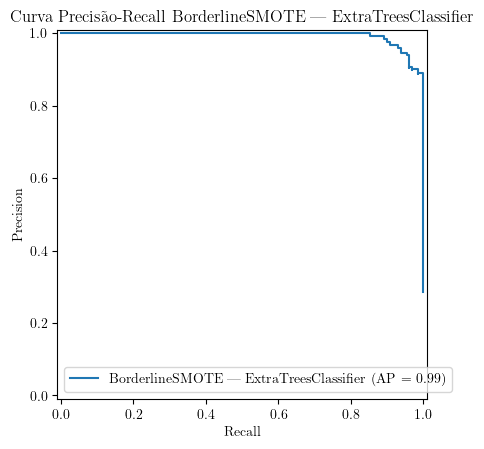 Curva Precisão-Recall BorderlineSMOTE — ExtraTreesClassifier
1.0
0.8
0.6
0.4
0.2
0.0
Precision
BorderlineSMOTE — ExtraTreesClassifier (AP = 0.99)
0.0 0.2 0.4 0.6 0.8 1.0
Recall